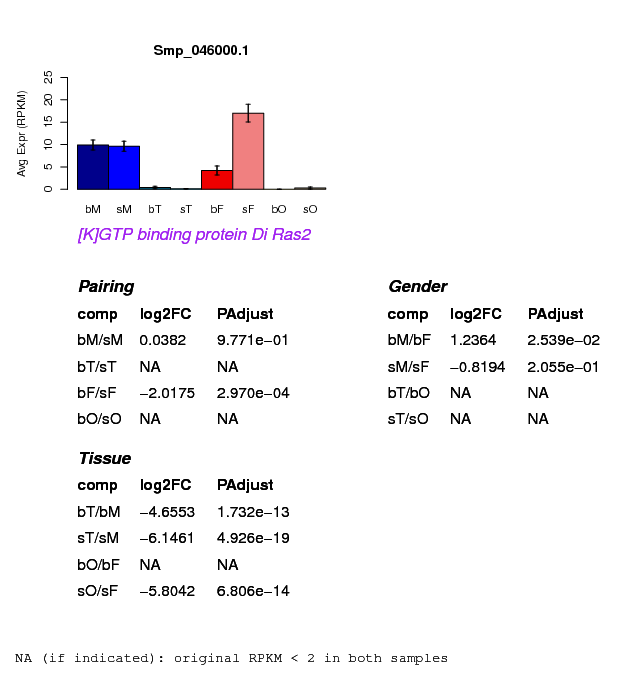 Smp_046000.1
Avg Expr (RPKM)
25
20
15
10
5
0
bM sM bT sT bF sF bO sO
[K]GTP binding protein Di Ras2
Pairing
comp log2FC PAdjust
bM/sM 0.0382 9.771e−01
bT/sT NA NA
bF/sF −2.0175 2.970e−04
bO/sO NA NA
Gender
comp log2FC PAdjust
bM/bF 1.2364 2.539e−02
sM/sF −0.8194 2.055e−01
bT/bO NA NA
sT/sO NA NA
Tissue
comp log2FC PAdjust
bT/bM −4.6553 1.732e−13
sT/sM −6.1461 4.926e−19
bO/bF NA NA
sO/sF −5.8042 6.806e−14
NA (if indicated): original RPKM < 2 in both samples